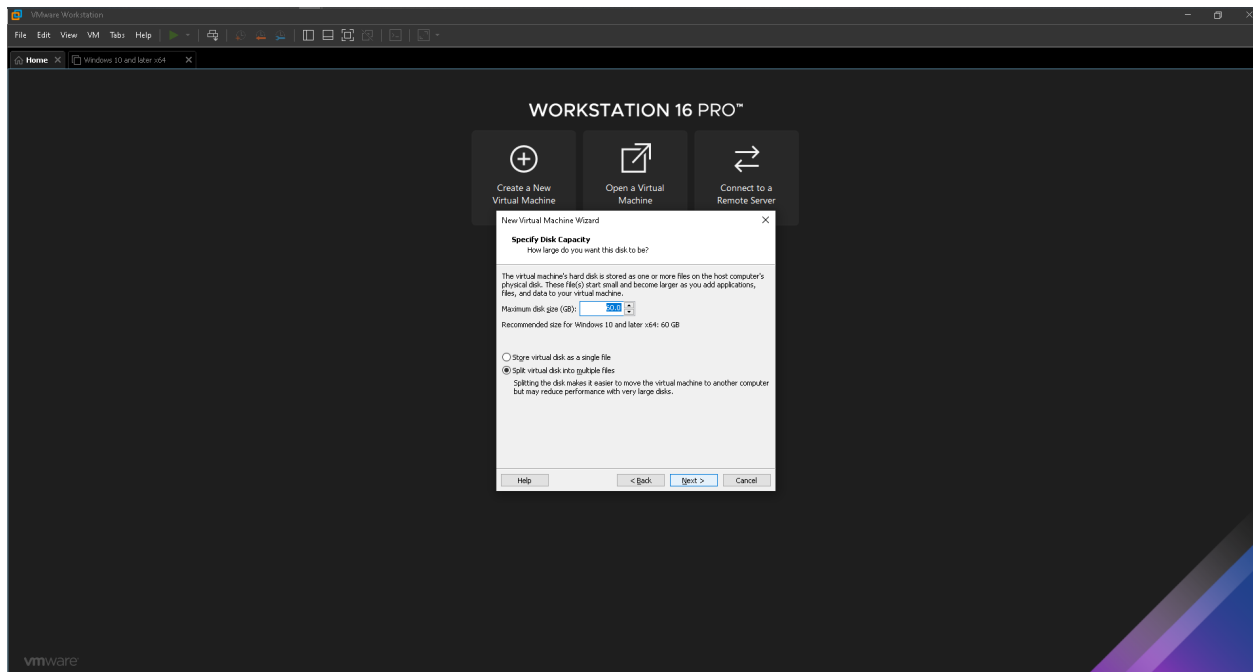 VMware Workstation
File Edit View VM Tabs Help
Home Windows 10 and later x64
WORKSTATION 16 PRO™
Create a New
Virtual Machine
Open a Virtual
Machine
Connect to a
Remote Server
New Virtual Machine Wizard
Specify Disk Capacity
How large do you want this disk to be?
The virtual machine's hard disk is stored as one or more files on the host computer's
physical disk. These file(s) start small and become larger as you add applications,
files, and data to your virtual machine.
Maximum disk size (GB): 60.0
Recommended size for Windows 10 and later x64: 60 GB
Store virtual disk as a single file
Split virtual disk into multiple files
Splitting the disk makes it easier to move the virtual machine to another computer
but may reduce performance with very large disks.
Help < Back Next > Cancel
vmware